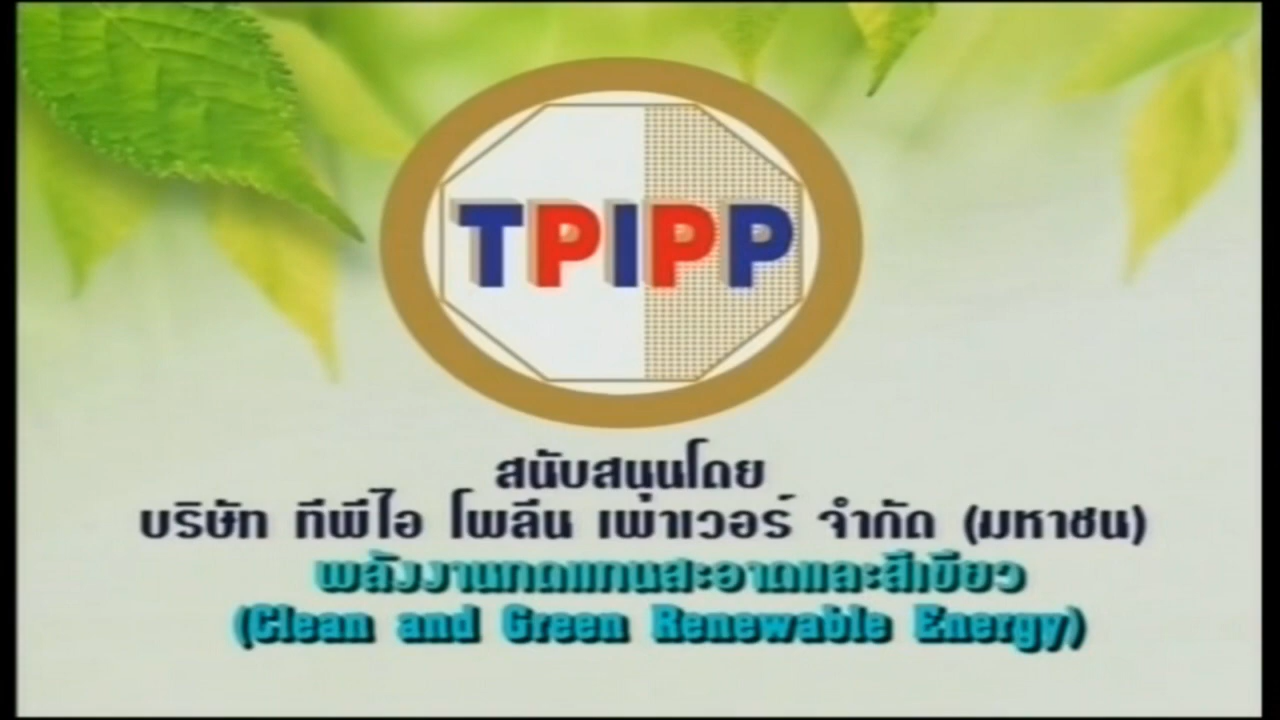 TPIPP
สนับสนุนโดย
บริษัท ทีพีไอ โพลีน เพาเวอร์ จำกัด (มหาชน)
พลังงานทดแทนสะอาดและสีเขียว
(Clean and Green Renewable Energy)